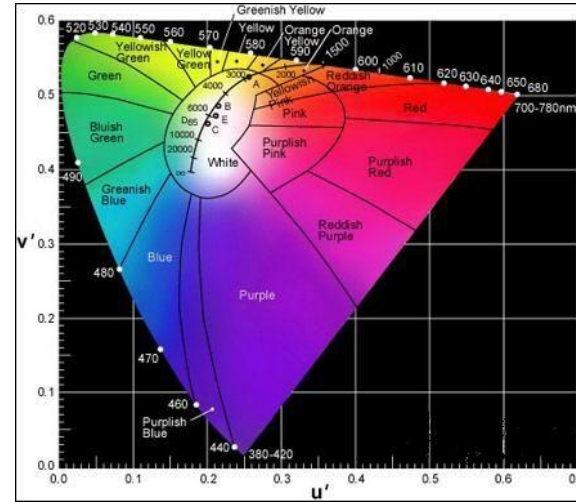 Greenish Yellow
0.6
520
530
540
550
560
570
Yellow
580
Orange Yellow
590
Orange
1500
600
1000
610
620
630
640
650
680
700-780nm
Yellowish Green
Yellow Green
3000
2000
A
Reddish Orange
Green
4000
Yellowish Pink
0.5
6000
B
Pink
Red
D65
E
Bluish Green
C
10000
20000
White
Purplish Pink
Purplish Red
0.4
490
∞
Greenish Blue
Reddish Purple
v'
0.3
Blue
480
Purple
0.2
470
0.1
460
Purplish Blue
440
380-420
0.0
0.0
0.1
0.2
0.3
0.4
0.5
0.6
u'